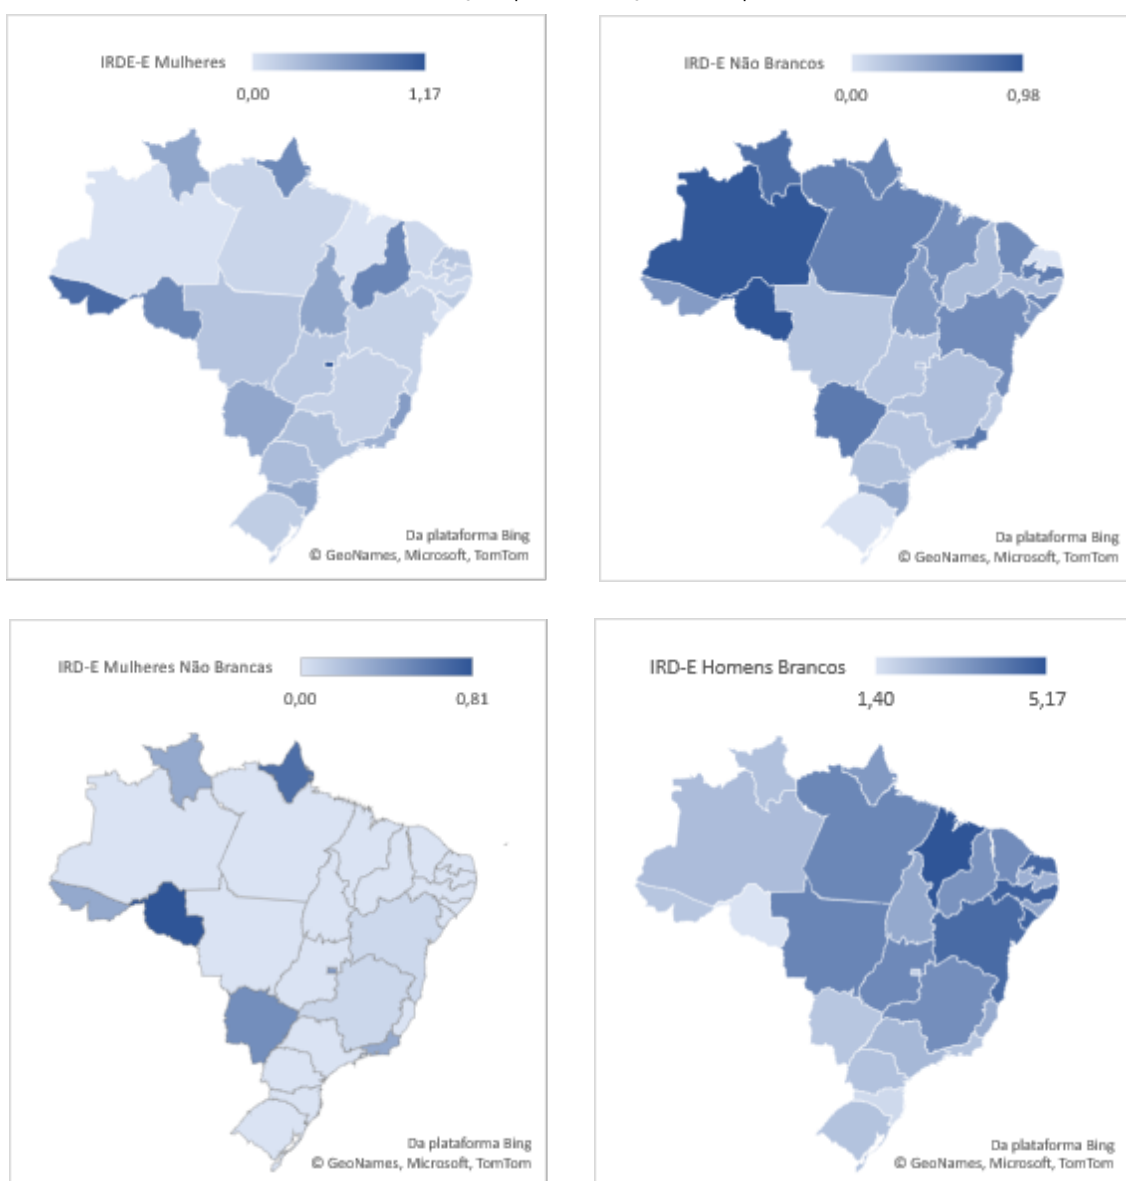 IRDE-E Mulheres
0,00 1,17
Da plataforma Bing
© GeoNames, Microsoft, TomTom
IRD-E Não Brancos
0,00 0,98
Da plataforma Bing
© GeoNames, Microsoft, TomTom
IRD-E Mulheres Não Brancas
0,00 0,81
Da plataforma Bing
© GeoNames, Microsoft, TomTom
IRD-E Homens Brancos
1,40 5,17
Da plataforma Bing
© GeoNames, Microsoft, TomTom